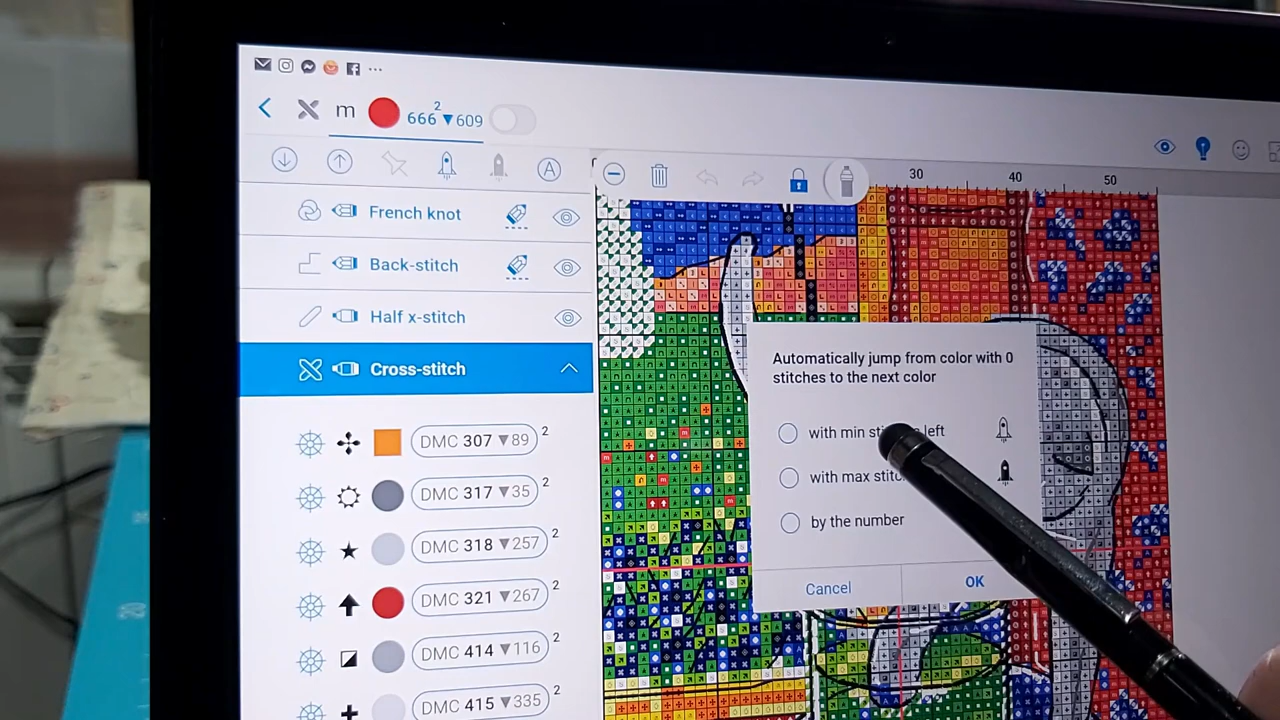 m 666 ▼609 2
30 40 50
French knot
Back-stitch
Half x-stitch
Cross-stitch
DMC 307 ▼89 2
DMC 317 ▼35 2
DMC 318 ▼257 2
DMC 321 ▼267 2
DMC 414 ▼116 2
DMC 415 ▼335 2
Automatically jump from color with 0
stitches to the next color
with min left
with max
by the number
Cancel OK